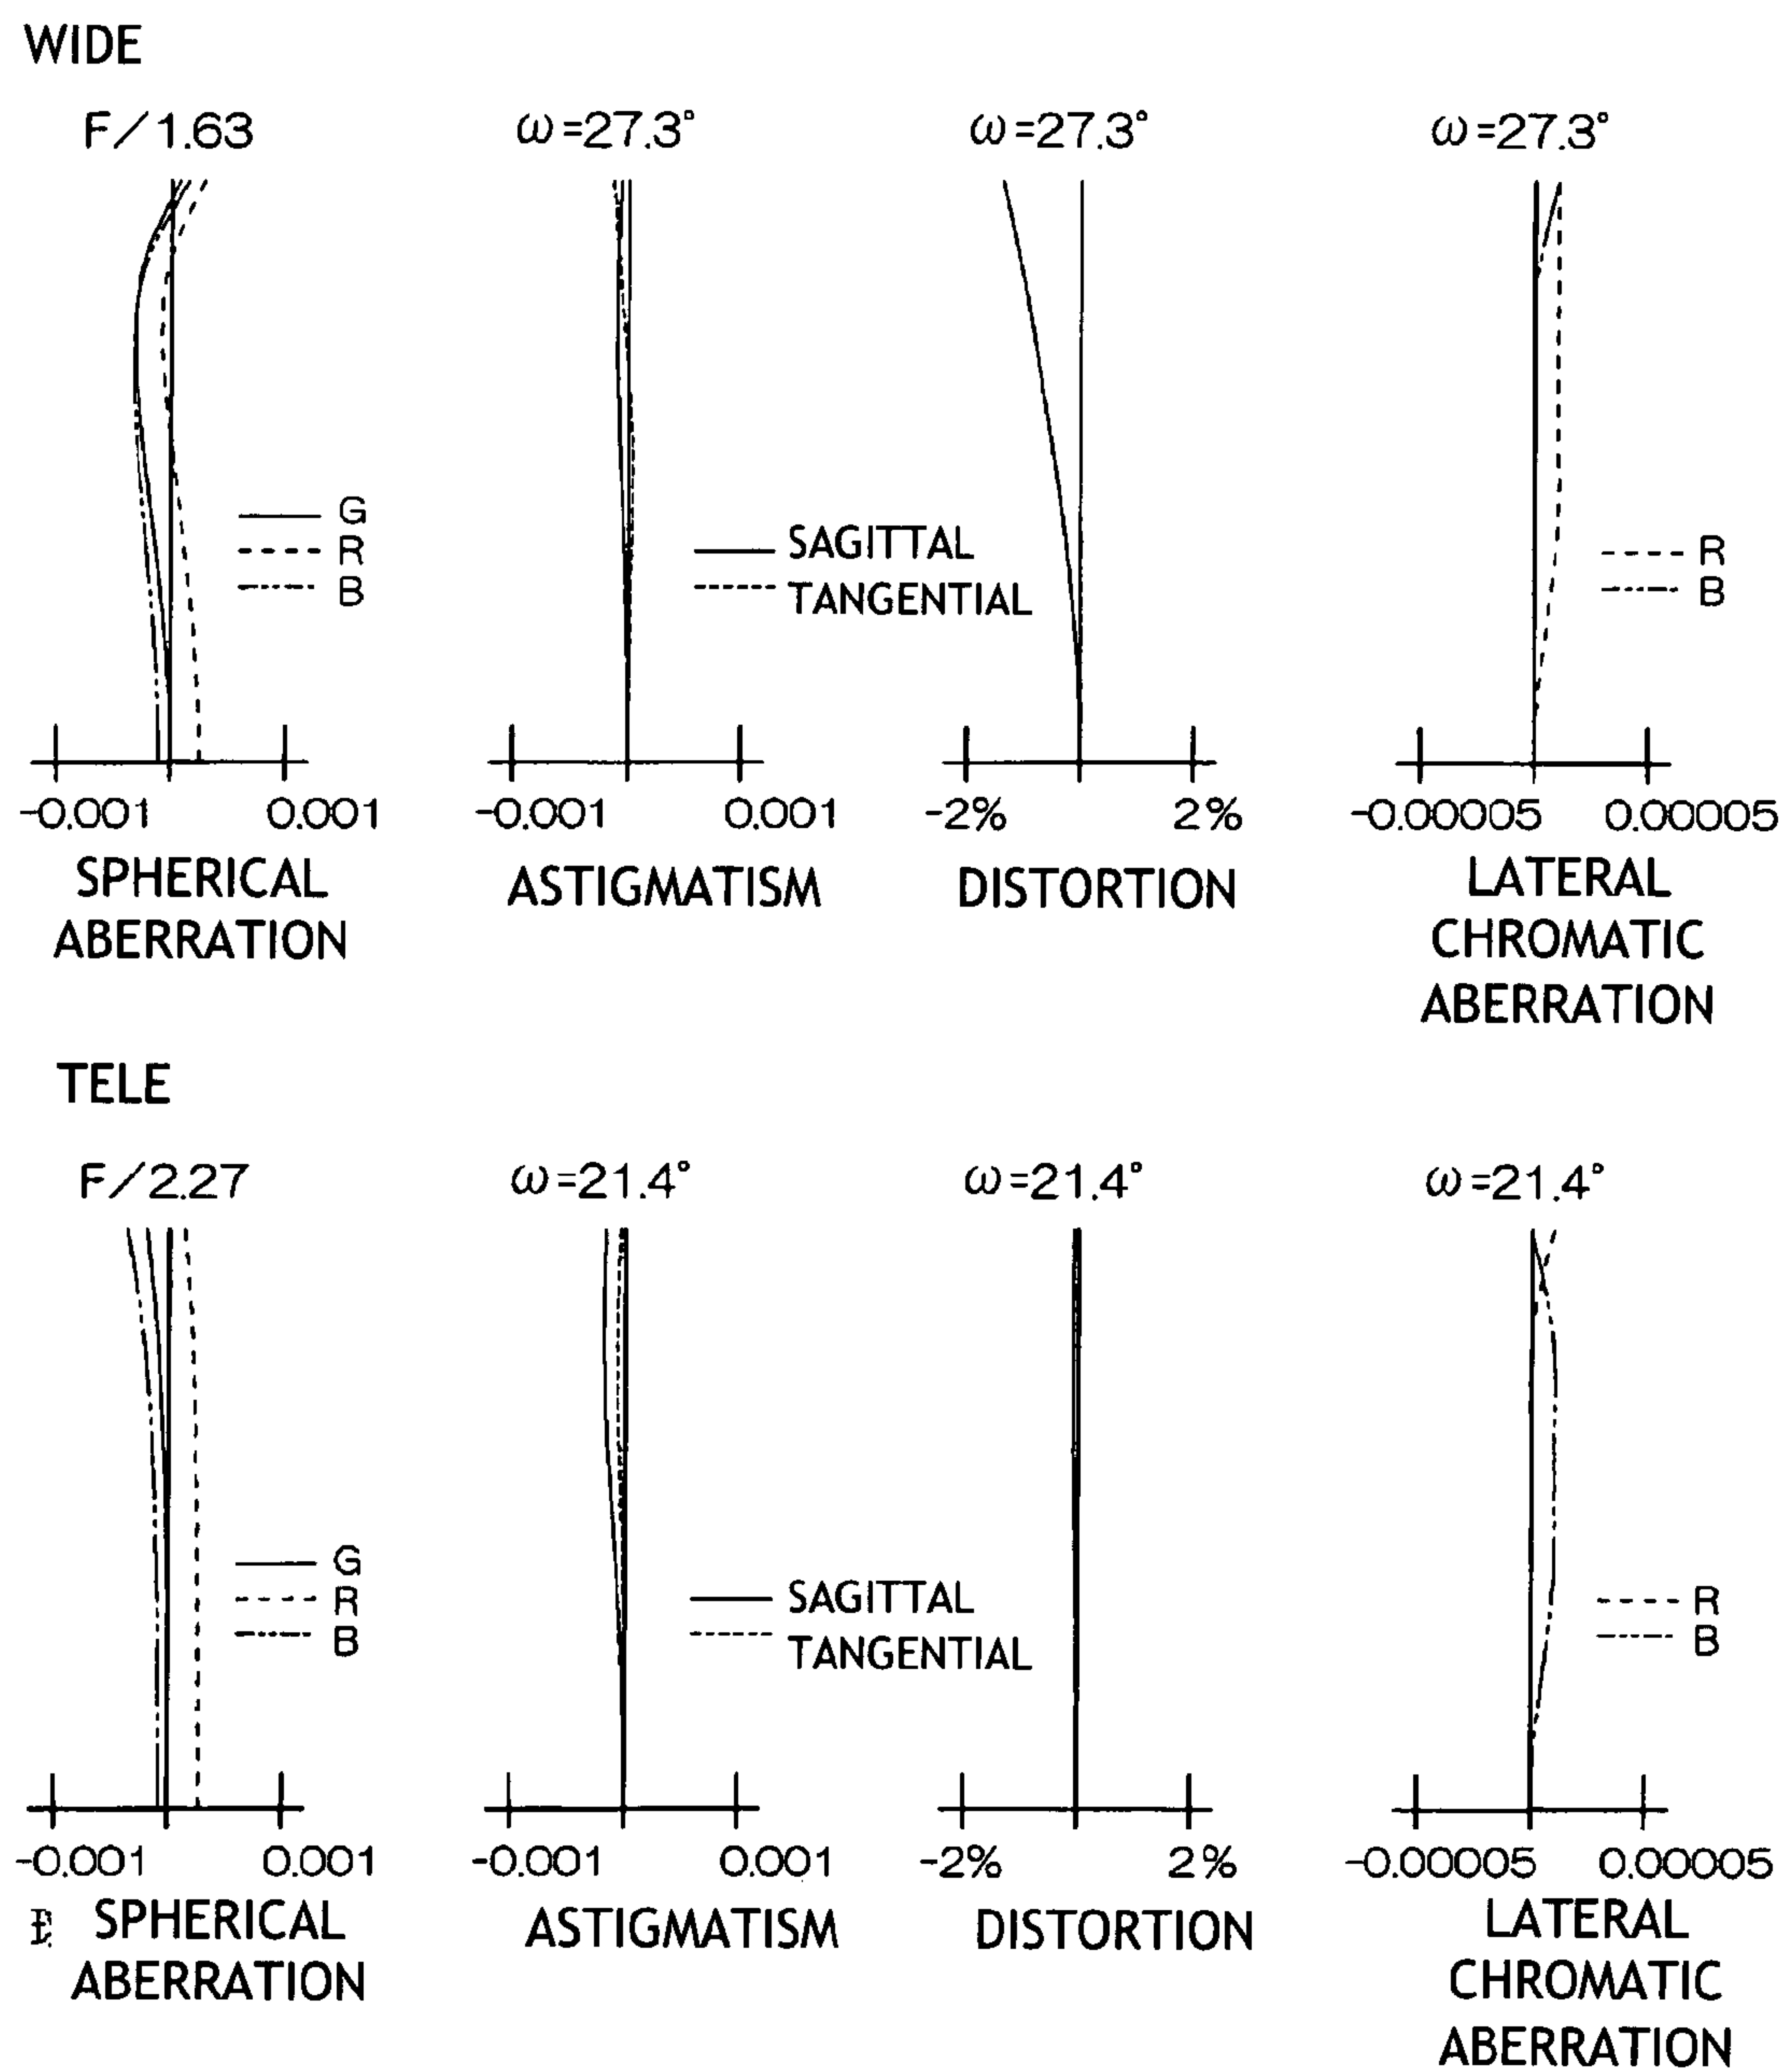 WIDE
F/1.63
ω=27.3°
ω=27.3°
ω=27.3°
G
R
B
SAGITTAL
TANGENTIAL
R
B
-0.001 0.001
-0.001 0.001
-2% 2%
-0.00005 0.00005
SPHERICAL
ABERRATION
ASTIGMATISM
DISTORTION
LATERAL
CHROMATIC
ABERRATION
TELE
F/2.27
ω=21.4°
ω=21.4°
ω=21.4°
G
R
B
SAGITTAL
TANGENTIAL
R
B
-0.001 0.001
-0.001 0.001
-2% 2%
-0.00005 0.00005
SPHERICAL
ABERRATION
ASTIGMATISM
DISTORTION
LATERAL
CHROMATIC
ABERRATION